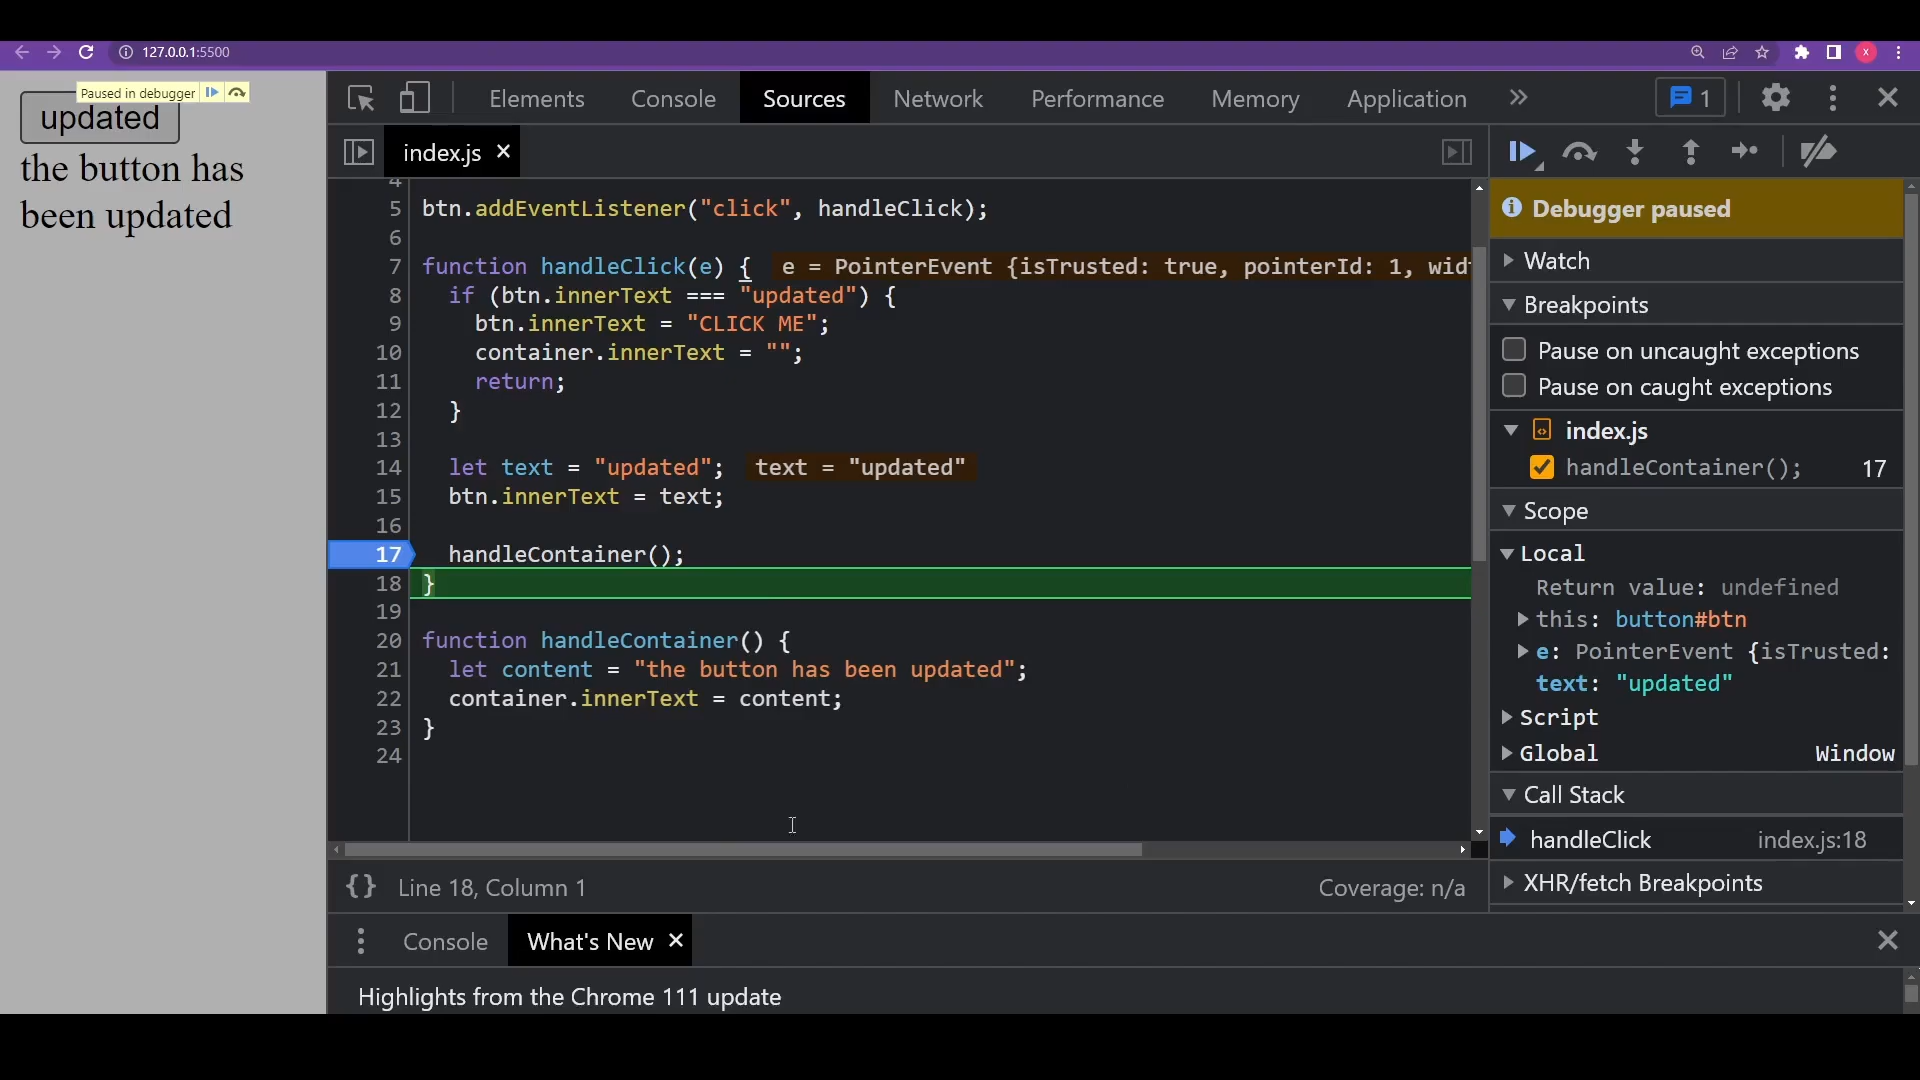 127.0.0.1:5500
x
Paused in debugger
updated
the button has
been updated
Elements Console Sources Network Performance Memory Application » 1
index.js ×
4
5 btn.addEventListener("click", handleClick);
6
7 function handleClick(e) { e = PointerEvent {isTrusted: true, pointerId: 1, widt
8 if (btn.innerText === "updated") {
9 btn.innerText = "CLICK ME";
10 container.innerText = "";
11 return;
12 }
13
14 let text = "updated"; text = "updated"
15 btn.innerText = text;
16
17 handleContainer();
18 }
19
20 function handleContainer() {
21 let content = "the button has been updated";
22 container.innerText = content;
23 }
24
{} Line 18, Column 1 Coverage: n/a
Debugger paused
Watch
Breakpoints
Pause on uncaught exceptions
Pause on caught exceptions
index.js
handleContainer(); 17
Scope
Local
Return value: undefined
this: button#btn
e: PointerEvent {isTrusted:
text: "updated"
Script
Global Window
Call Stack
handleClick index.js:18
XHR/fetch Breakpoints
Console What's New ×
Highlights from the Chrome 111 update